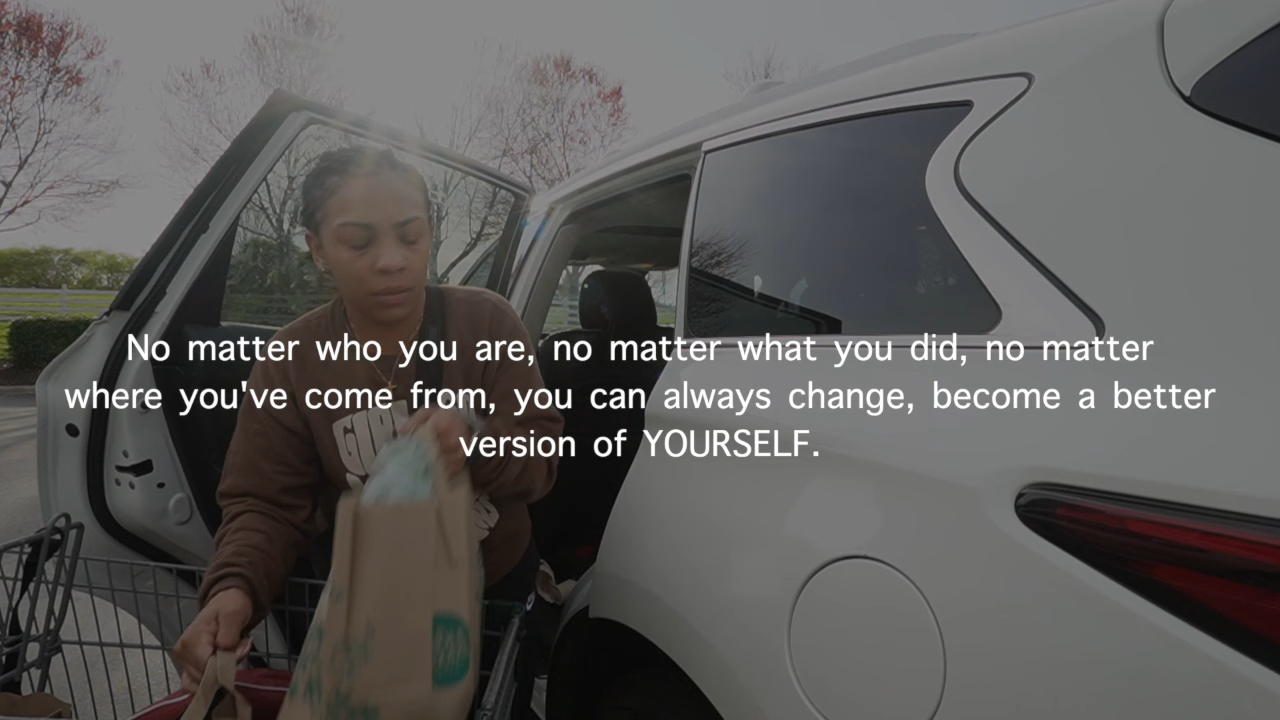 No matter who you are, no matter what you did, no matter
where you've come from, you can always change, become a better
version of YOURSELF.
GIRL